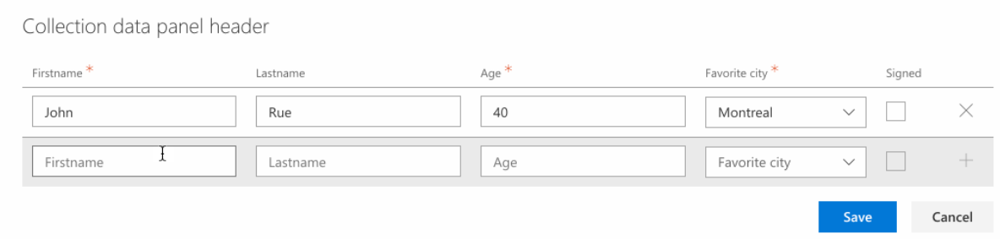 Collection data panel header
Firstname * Lastname Age * Favorite city * Signed
John Rue 40 Montreal
Firstname Lastname Age Favorite city
Save Cancel